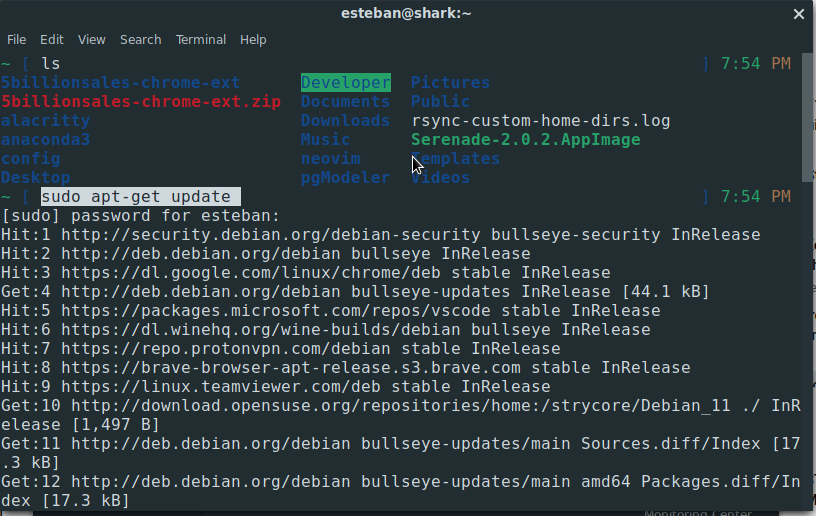 esteban@shark:~
File Edit View Search Terminal Help
~ [ ls ] 7:54 PM
5billionsales-chrome-ext Developer Pictures
5billionsales-chrome-ext.zip Documents Public
alacritty Downloads rsync-custom-home-dirs.log
anaconda3 Music Serenade-2.0.2.AppImage
config neovim Templates
Desktop pgModeler Videos
~ [ sudo apt-get update ] 7:54 PM
[sudo] password for esteban:
Hit:1 http://security.debian.org/debian-security bullseye-security InRelease
Hit:2 http://deb.debian.org/debian bullseye InRelease
Hit:3 https://dl.google.com/linux/chrome/deb stable InRelease
Get:4 http://deb.debian.org/debian bullseye-updates InRelease [44.1 kB]
Hit:5 https://packages.microsoft.com/repos/vscode stable InRelease
Hit:6 https://dl.winehq.org/wine-builds/debian bullseye InRelease
Hit:7 https://repo.protonvpn.com/debian stable InRelease
Hit:8 https://brave-browser-apt-release.s3.brave.com stable InRelease
Hit:9 https://linux.teamviewer.com/deb stable InRelease
Get:10 http://download.opensuse.org/repositories/home:/strycore/Debian_11 ./ InR
elease [1,497 B]
Get:11 http://deb.debian.org/debian bullseye-updates/main Sources.diff/Index [17
.3 kB]
Get:12 http://deb.debian.org/debian bullseye-updates/main amd64 Packages.diff/In
dex [17.3 kB]
Monitoring Center